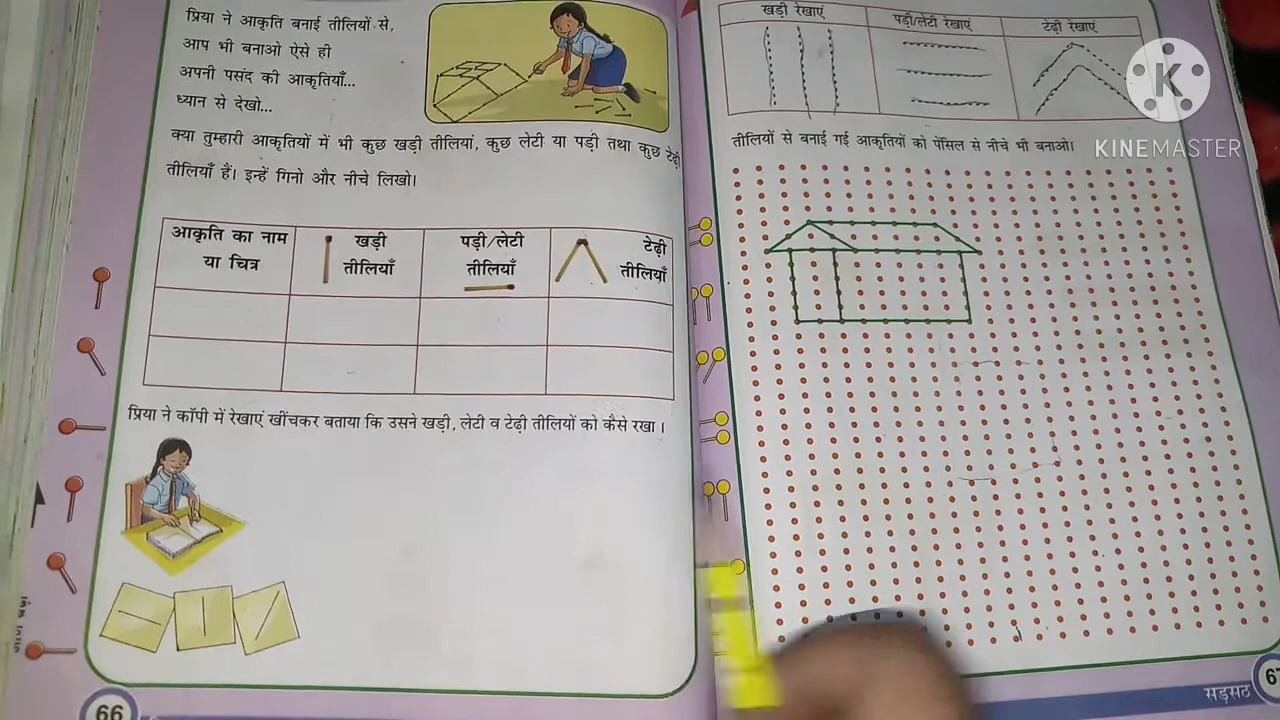 प्रिया ने आकृति बनाई तीलियों से,
आप भी बनाओ ऐसे ही
अपनी पसंद की आकृतियाँ...
ध्यान से देखो...
क्या तुम्हारी आकृतियों में भी कुछ खड़ी तीलियां, कुछ लेटी या पड़ी तथा कुछ टेढ़ी
तीलियाँ हैं। इन्हें गिनो और नीचे लिखो।
आकृति का नाम
या चित्र
खड़ी
तीलियाँ
पड़ी/लेटी
तीलियाँ
टेढ़ी
तीलियाँ
प्रिया ने कॉपी में रेखाएं खींचकर बताया कि उसने खड़ी, लेटी व टेढ़ी तीलियों को कैसे रखा।
66
खड़ी रेखाएं
पड़ी/लेटी रेखाएं
टेढ़ी रेखाएं
तीलियों से बनाई गई आकृतियों को पेंसिल से नीचे भी बनाओ।
K
KINEMASTER
सड़सठ
67